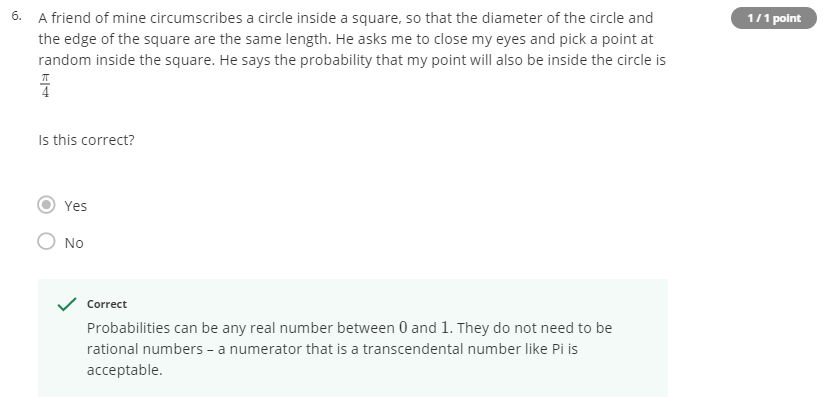 6. A friend of mine circumscribes a circle inside a square, so that the diameter of the circle and
1 / 1 point
the edge of the square are the same length. He asks me to close my eyes and pick a point at
random inside the square. He says the probability that my point will also be inside the circle is
π
4
Is this correct?
Yes
No
Correct
Probabilities can be any real number between 0 and 1. They do not need to be
rational numbers – a numerator that is a transcendental number like Pi is
acceptable.